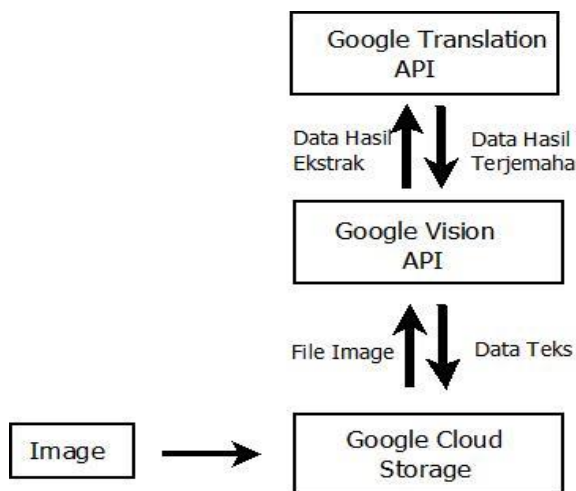 Google Translation
API
Data Hasil
Ekstrak
Data Hasil
Terjemaha
Google Vision
API
File Image
Data Teks
Image
Google Cloud
Storage